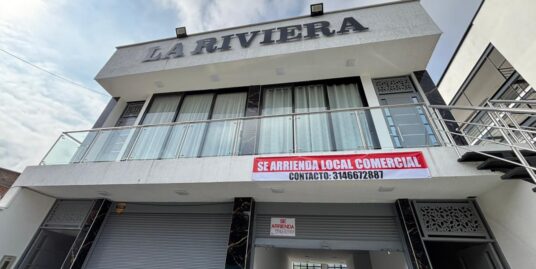 LA RIVIERA
SE ARRIENDA LOCAL COMERCIAL
CONTACTO: 3146672887
SE
ARRIENDA